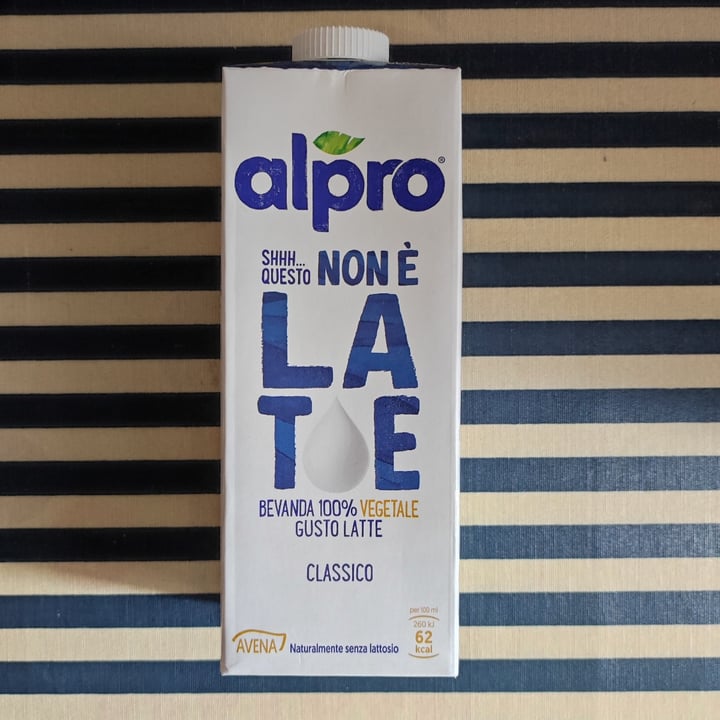 alpro®
SHHH...
QUESTO NON È
LA
TE
BEVANDA 100% VEGETALE
GUSTO LATTE
CLASSICO
per 100 ml
260 kJ
62
kcal
AVENA
Naturalmente senza lattosio